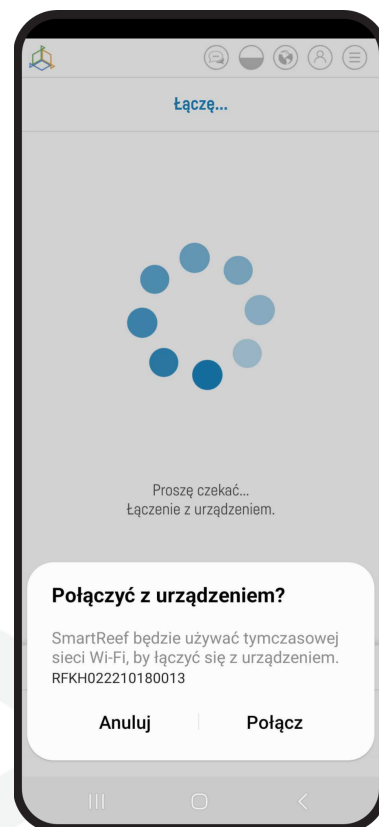 Łączę...
Proszę czekać...
Łączenie z urządzeniem.
Połączyć z urządzeniem?
SmartReef będzie używać tymczasowej
sieci Wi-Fi, by łączyć się z urządzeniem.
RFKH022210180013
Anuluj Połącz